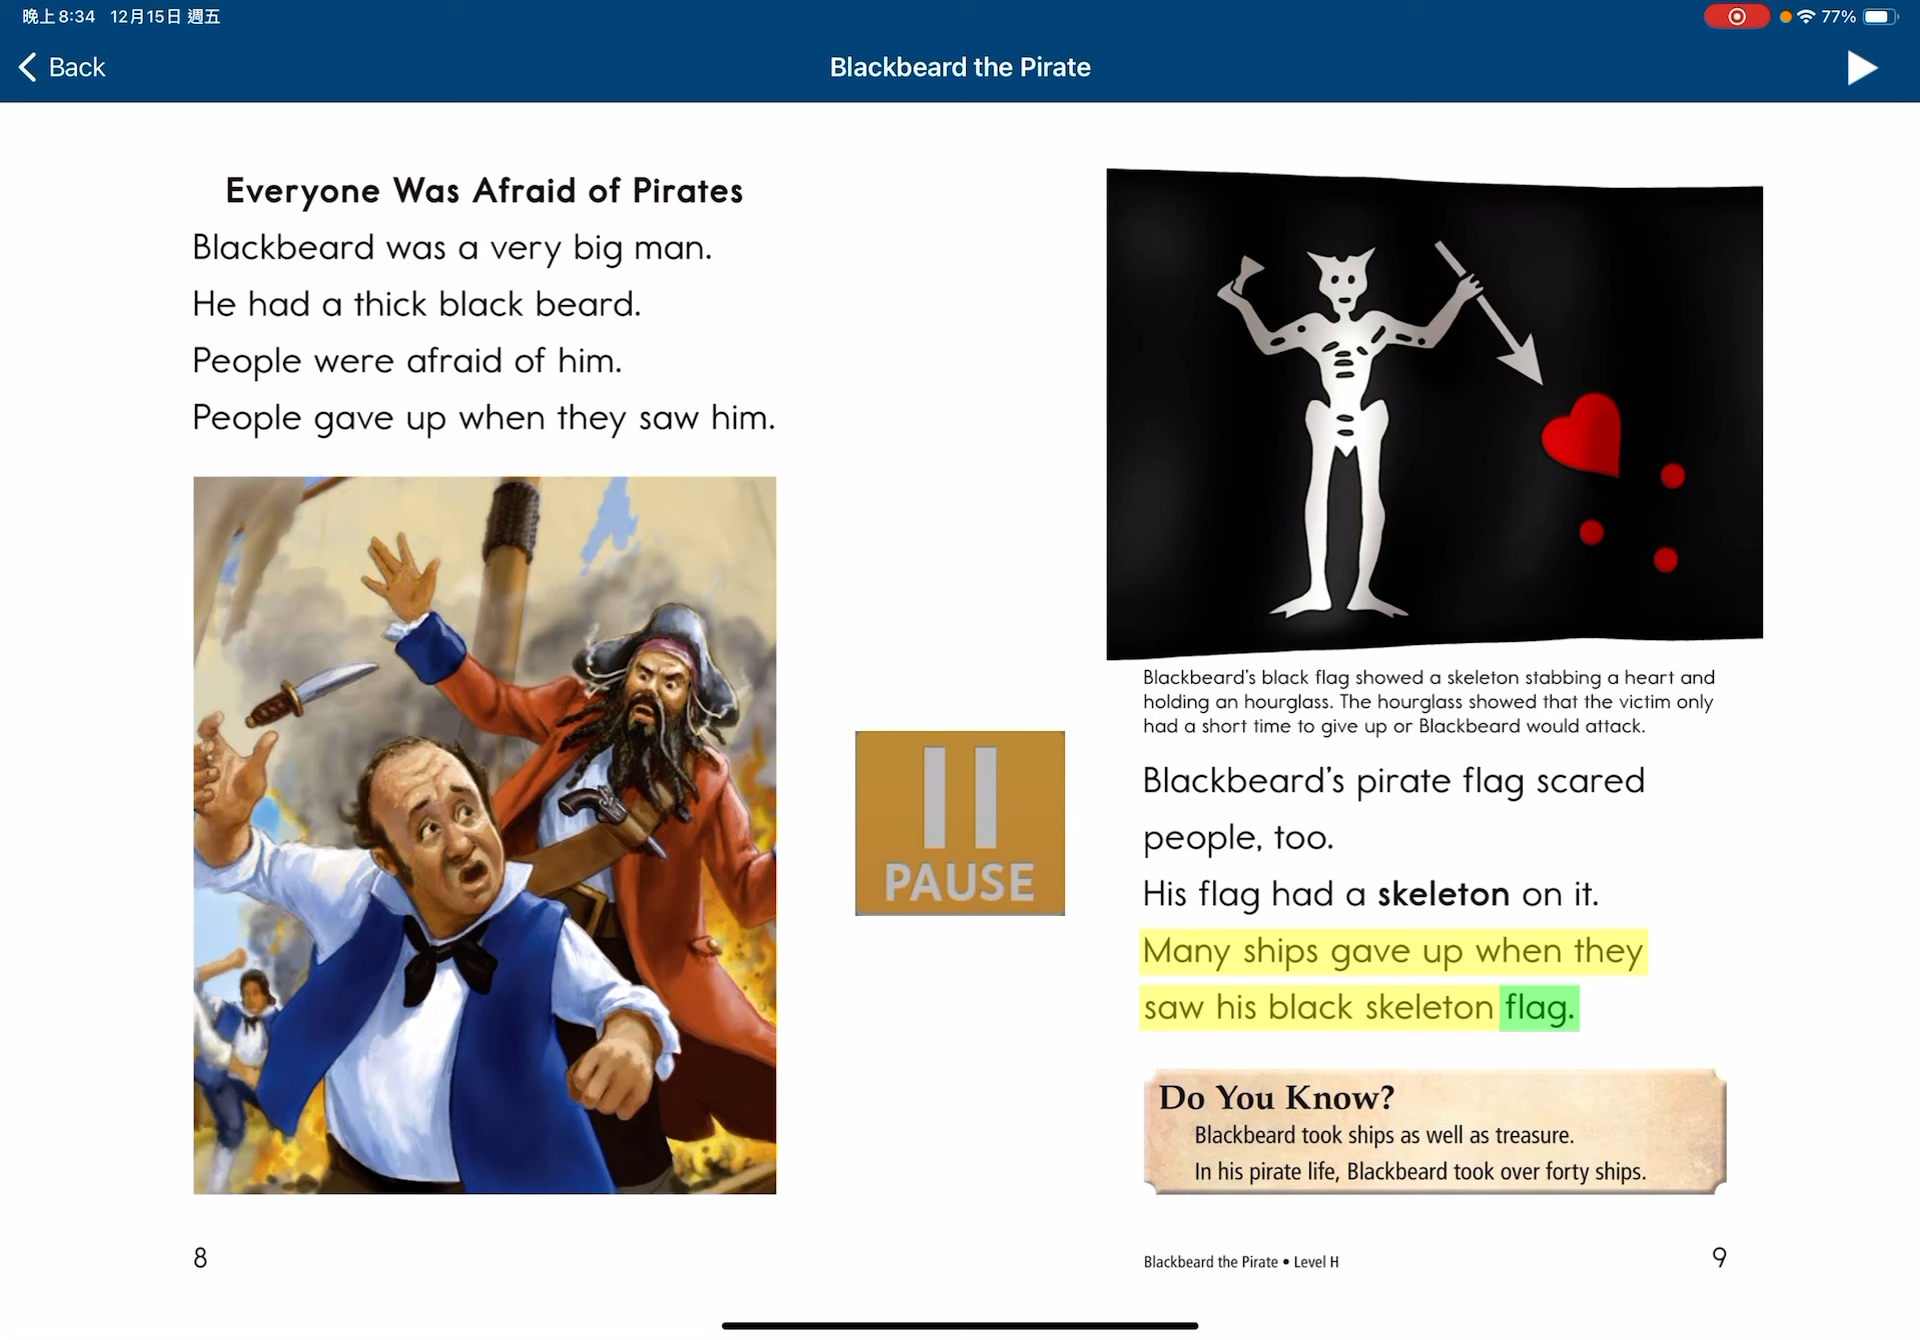 晚上8:34 12月15日 週五
77%
Back
Blackbeard the Pirate
Everyone Was Afraid of Pirates
Blackbeard was a very big man.
He had a thick black beard.
People were afraid of him.
People gave up when they saw him.
8
PAUSE
Blackbeard's black flag showed a skeleton stabbing a heart and
holding an hourglass. The hourglass showed that the victim only
had a short time to give up or Blackbeard would attack.
Blackbeard's pirate flag scared
people, too.
His flag had a skeleton on it.
Many ships gave up when they
saw his black skeleton flag.
Do You Know?
Blackbeard took ships as well as treasure.
In his pirate life, Blackbeard took over forty ships.
Blackbeard the Pirate • Level H
9